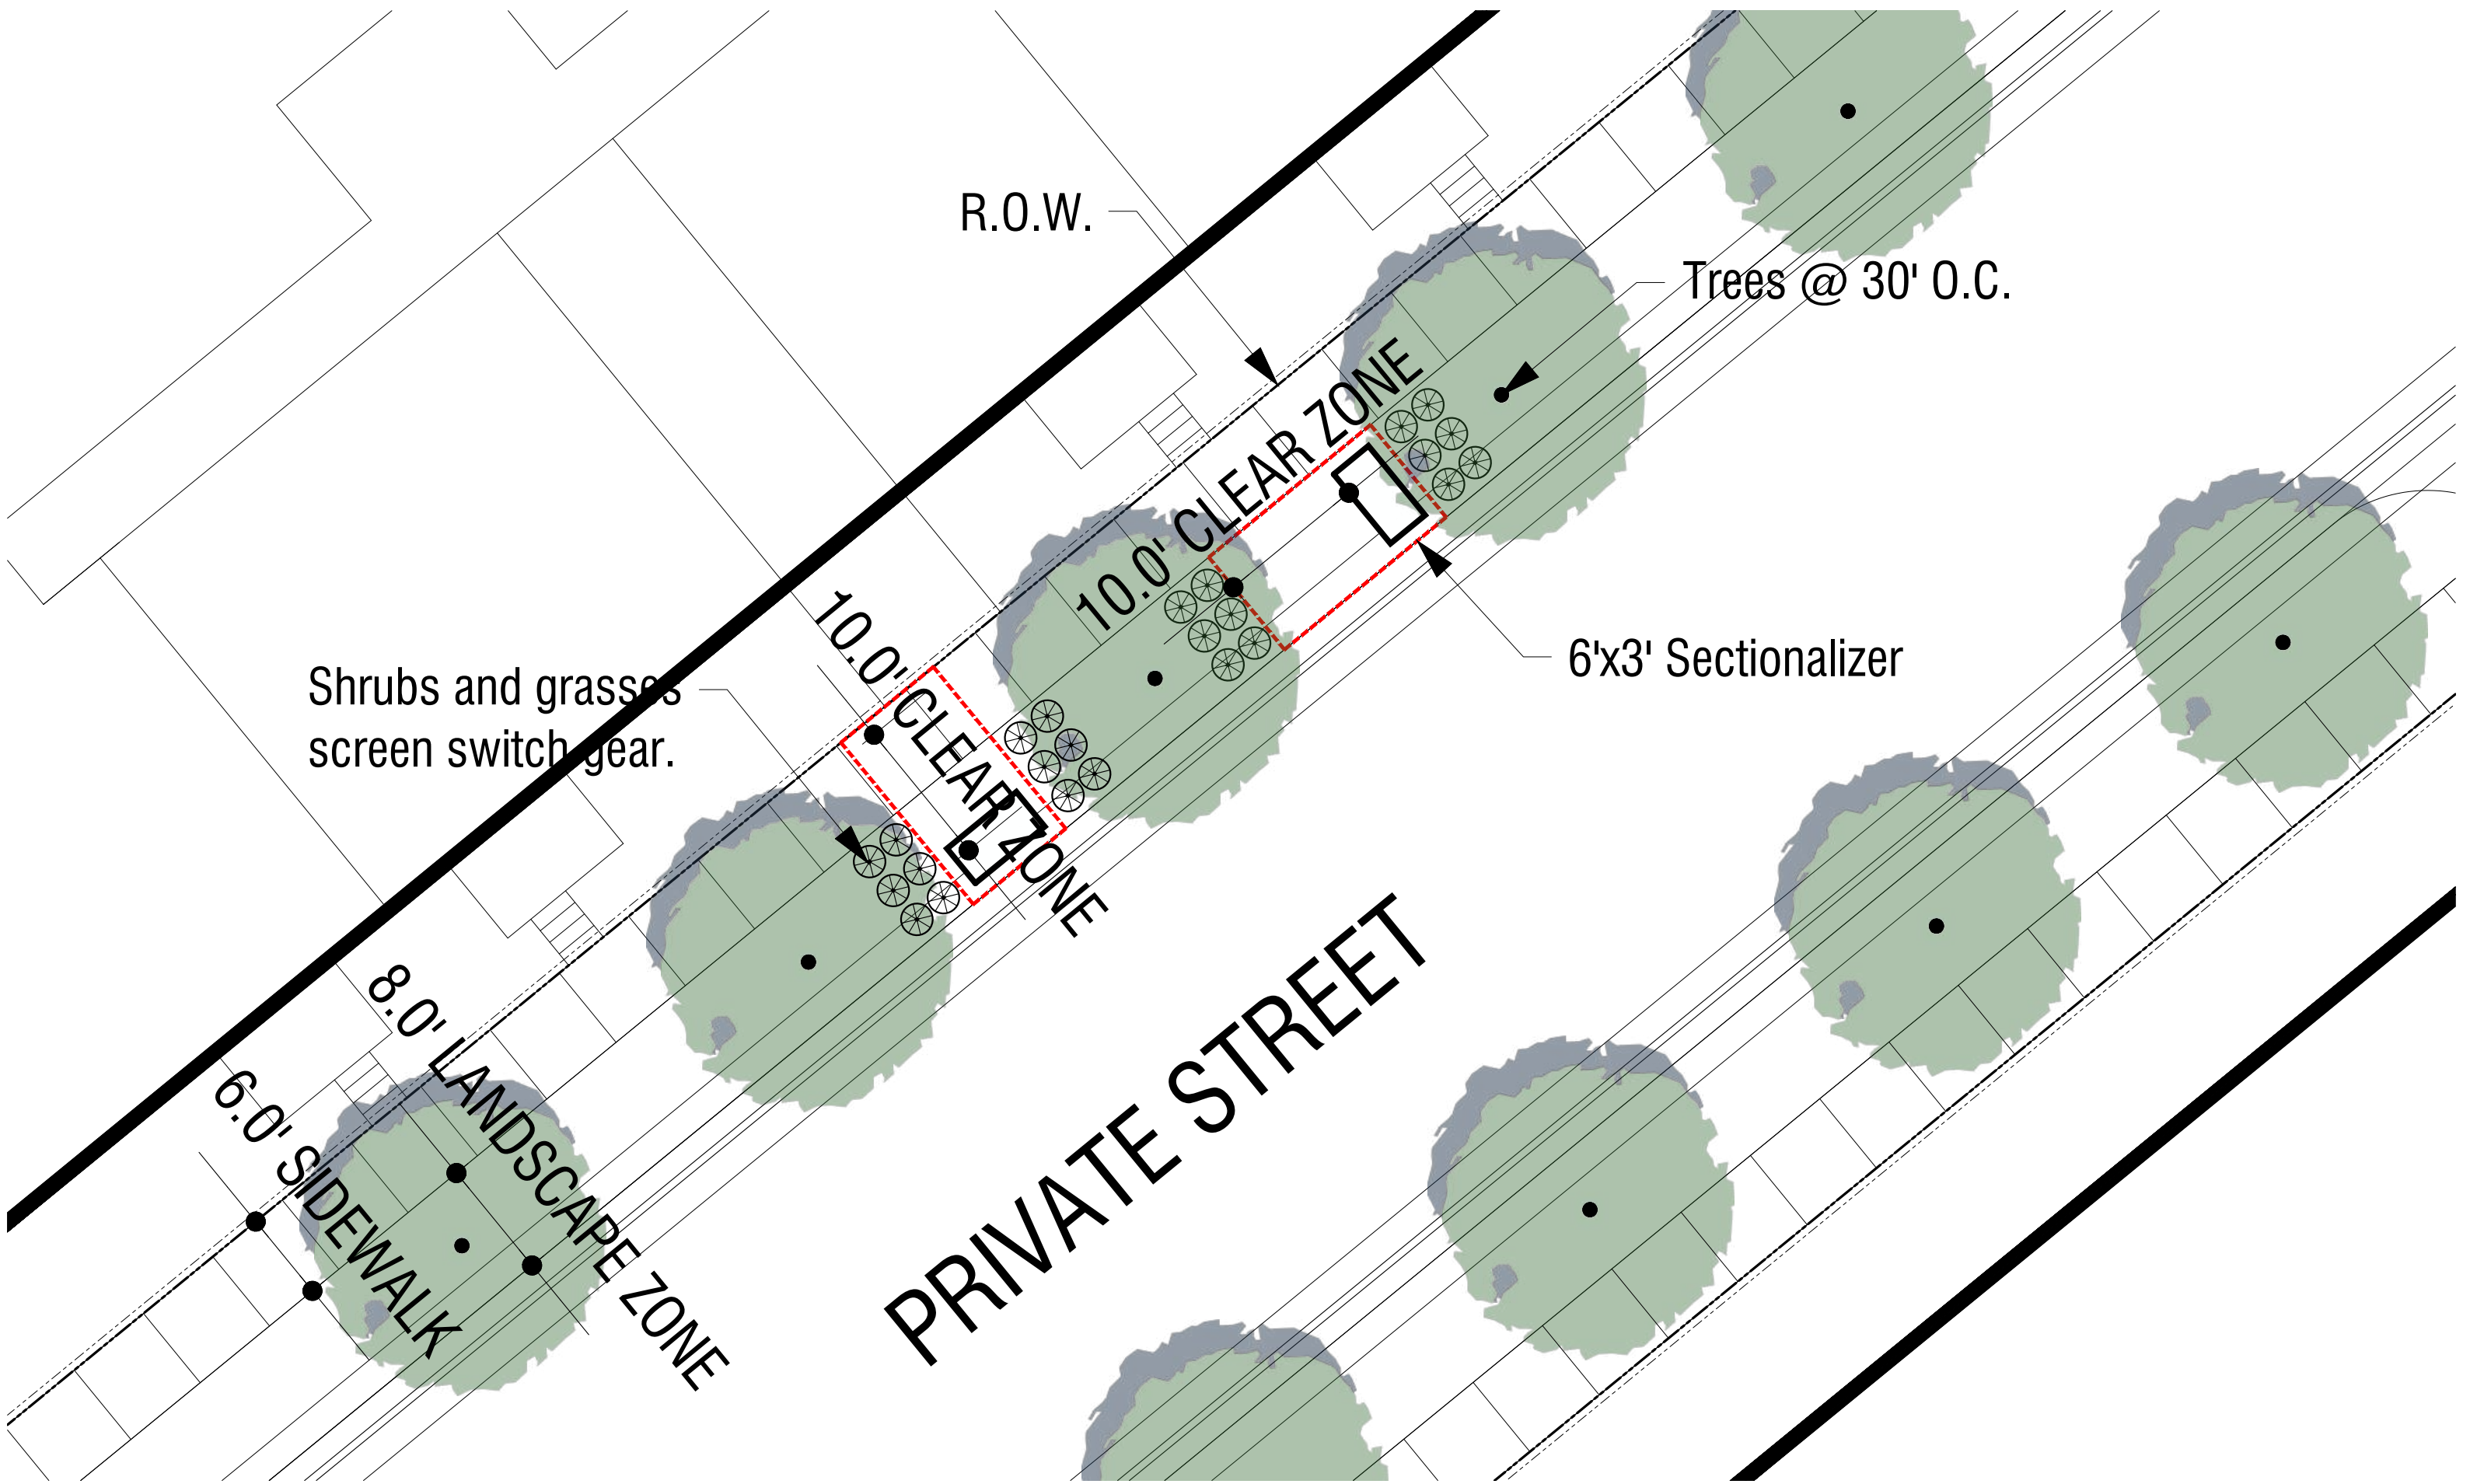 R.O.W.
Trees @ 30' O.C.
10.0' CLEAR ZONE
10.0' CLEAR ZONE
6'x3' Sectionalizer
Shrubs and grasses
screen switch gear.
8.0' LANDSCAPE ZONE
6.0' SIDEWALK
PRIVATE STREET